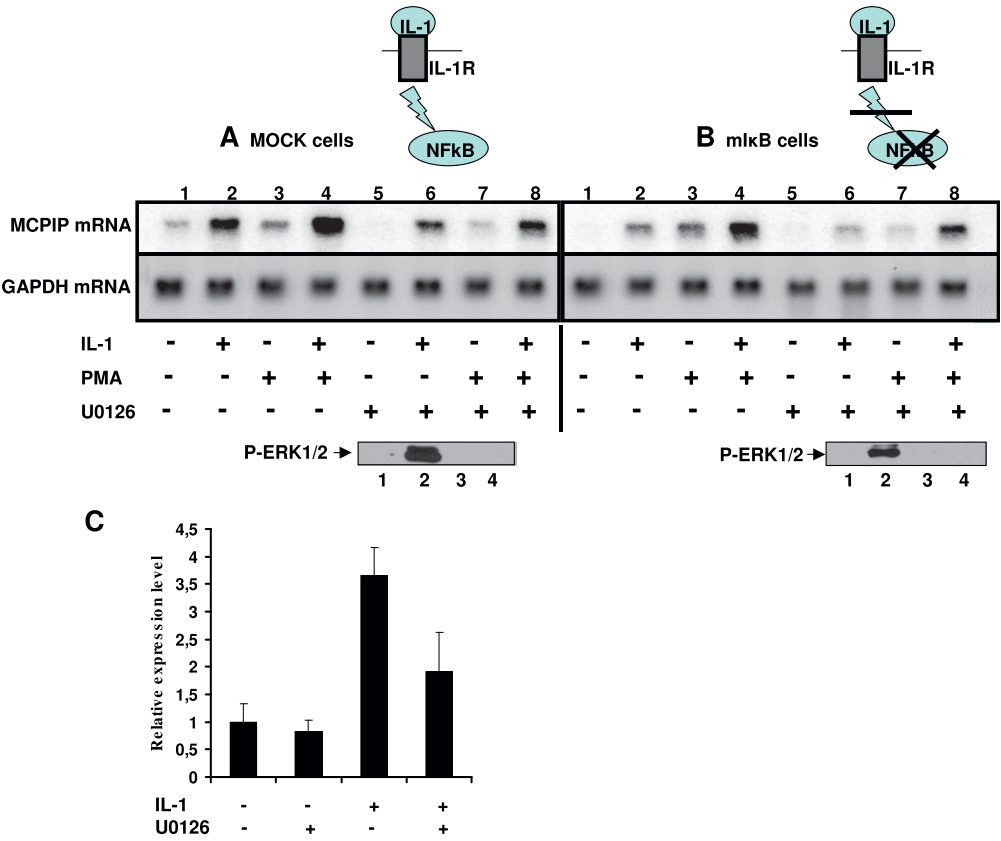 IL-1
IL-1
IL-1R
IL-1R
A MOCK cells
B mIκB cells
NFkB
NFkB
1 2 3 4 5 6 7 8 1 2 3 4 5 6 7 8
MCPIP mRNA
GAPDH mRNA
IL-1 - + - + - + - + - + - + - + - +
PMA - - + + - - + + - - + + - - + +
U0126 - - - - + + + + - - - - + + + +
P-ERK1/2
P-ERK1/2
1 2 3 4
1 2 3 4
C
Relative expression level
4,5
4
3,5
3
2,5
2
1,5
1
0,5
0
IL-1 - - + +
U0126 - + - +